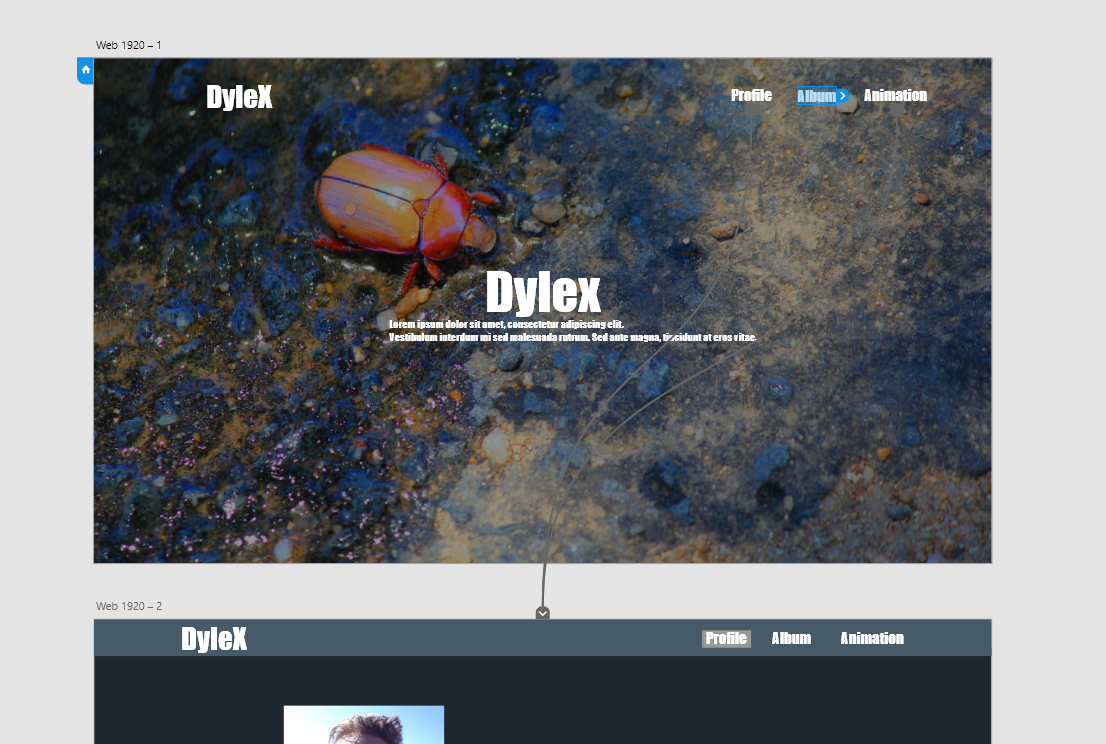 Web 1920 – 1
DyleX
Profile Album Animation
Dylex
Lorem ipsum dolor sit amet, consectetur adipiscing elit.
Vestibulum interdum mi sed malesuada rutrum. Sed ante magna, tincidunt at eros vitae.
Web 1920 – 2
DyleX
Profile Album Animation